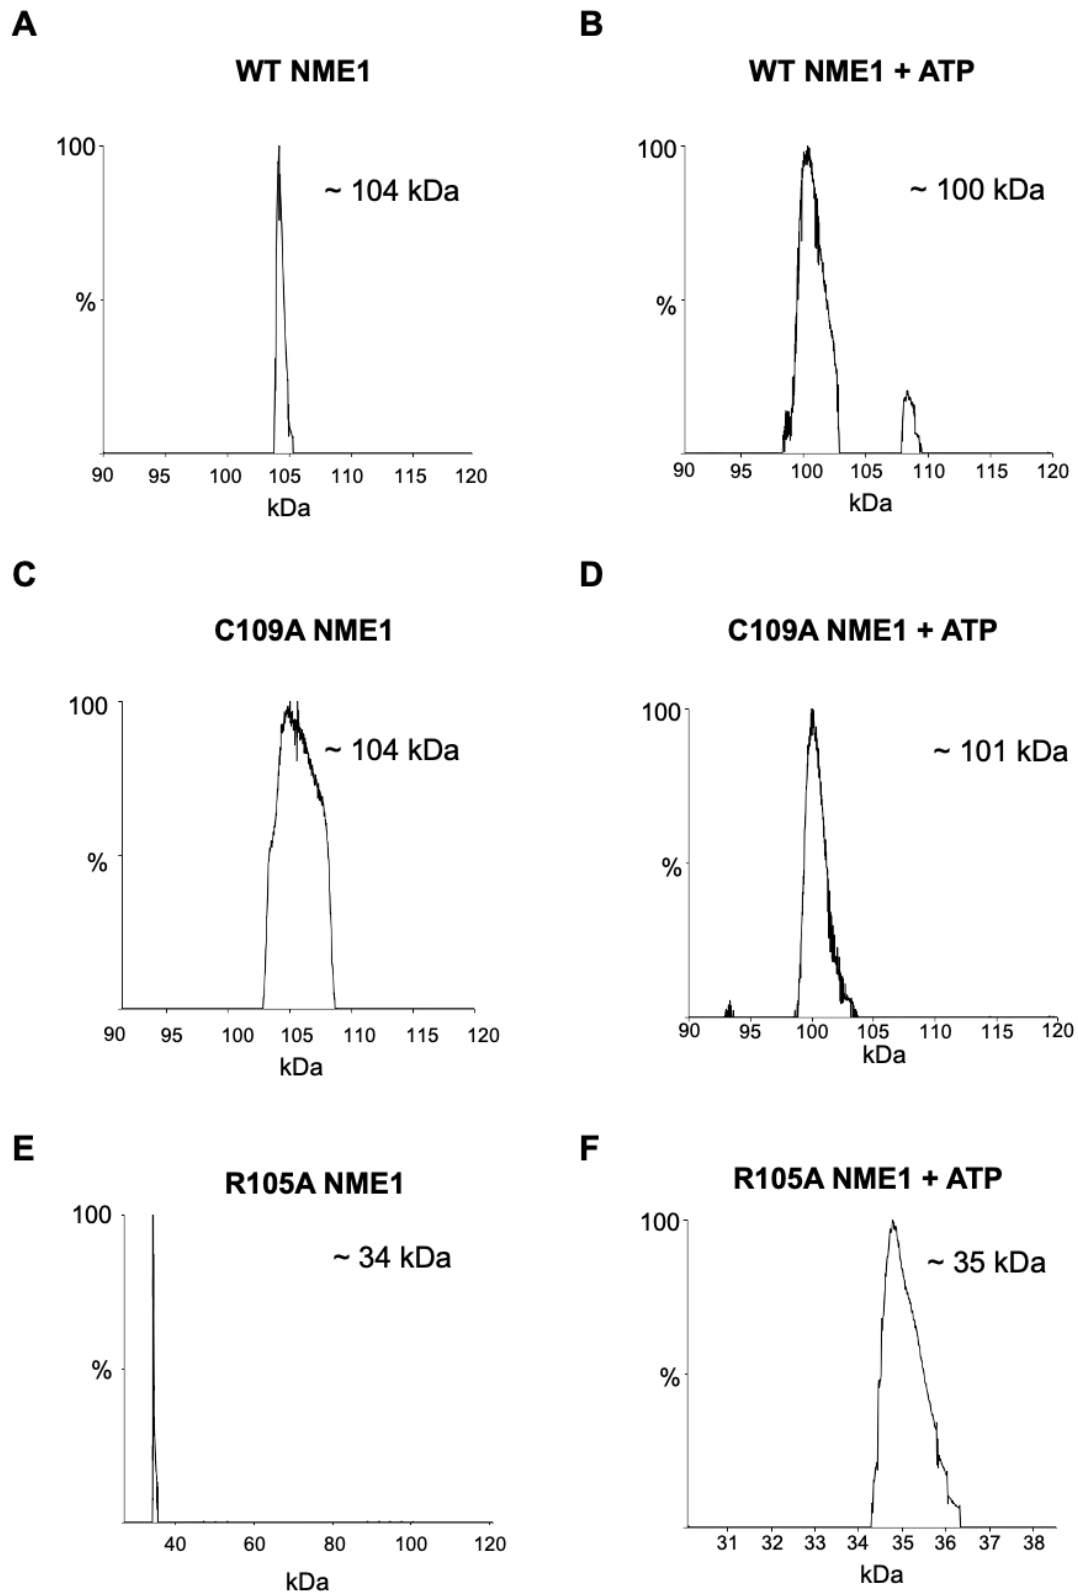 A
WT NME1
100
~ 104 kDa
%
90 95 100 105 110 115 120
kDa
B
WT NME1 + ATP
100
~ 100 kDa
%
90 95 100 105 110 115 120
kDa
C
C109A NME1
100
~ 104 kDa
%
90 95 100 105 110 115 120
kDa
D
C109A NME1 + ATP
100
~ 101 kDa
%
90 95 100 105 110 115 120
kDa
E
R105A NME1
100
~ 34 kDa
%
40 60 80 100 120
kDa
F
R105A NME1 + ATP
100
~ 35 kDa
%
31 32 33 34 35 36 37 38
kDa